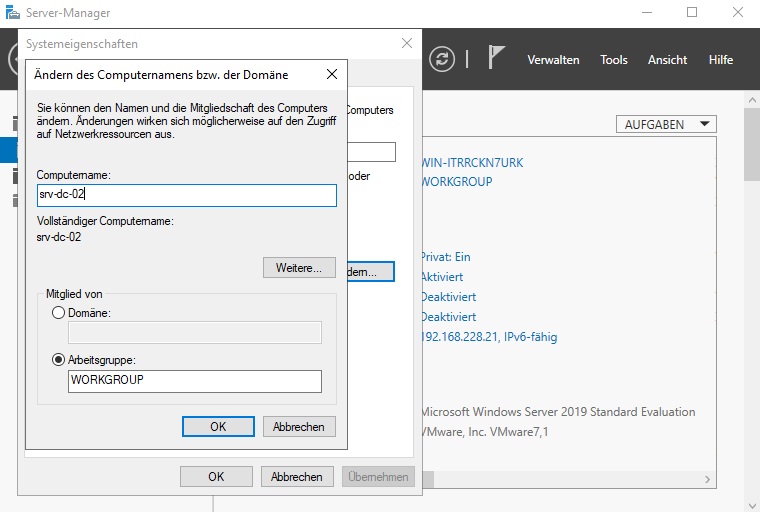 Server-Manager
Verwalten Tools Ansicht Hilfe
Systemeigenschaften
Ändern des Computernamens bzw. der Domäne
Sie können den Namen und die Mitgliedschaft des Computers
ändern. Änderungen wirken sich möglicherweise auf den Zugriff
auf Netzwerkressourcen aus.
Computername:
srv-dc-02
Vollständiger Computername:
srv-dc-02
Weitere...
Mitglied von
Domäne:
Arbeitsgruppe:
WORKGROUP
OK Abbrechen
Computers
oder
dern...
OK Abbrechen Übernehmen
AUFGABEN
WIN-ITRRCKN7URK
WORKGROUP
Privat: Ein
Aktiviert
Deaktiviert
Deaktiviert
192.168.228.21, IPv6-fähig
Microsoft Windows Server 2019 Standard Evaluation
VMware, Inc. VMware7,1